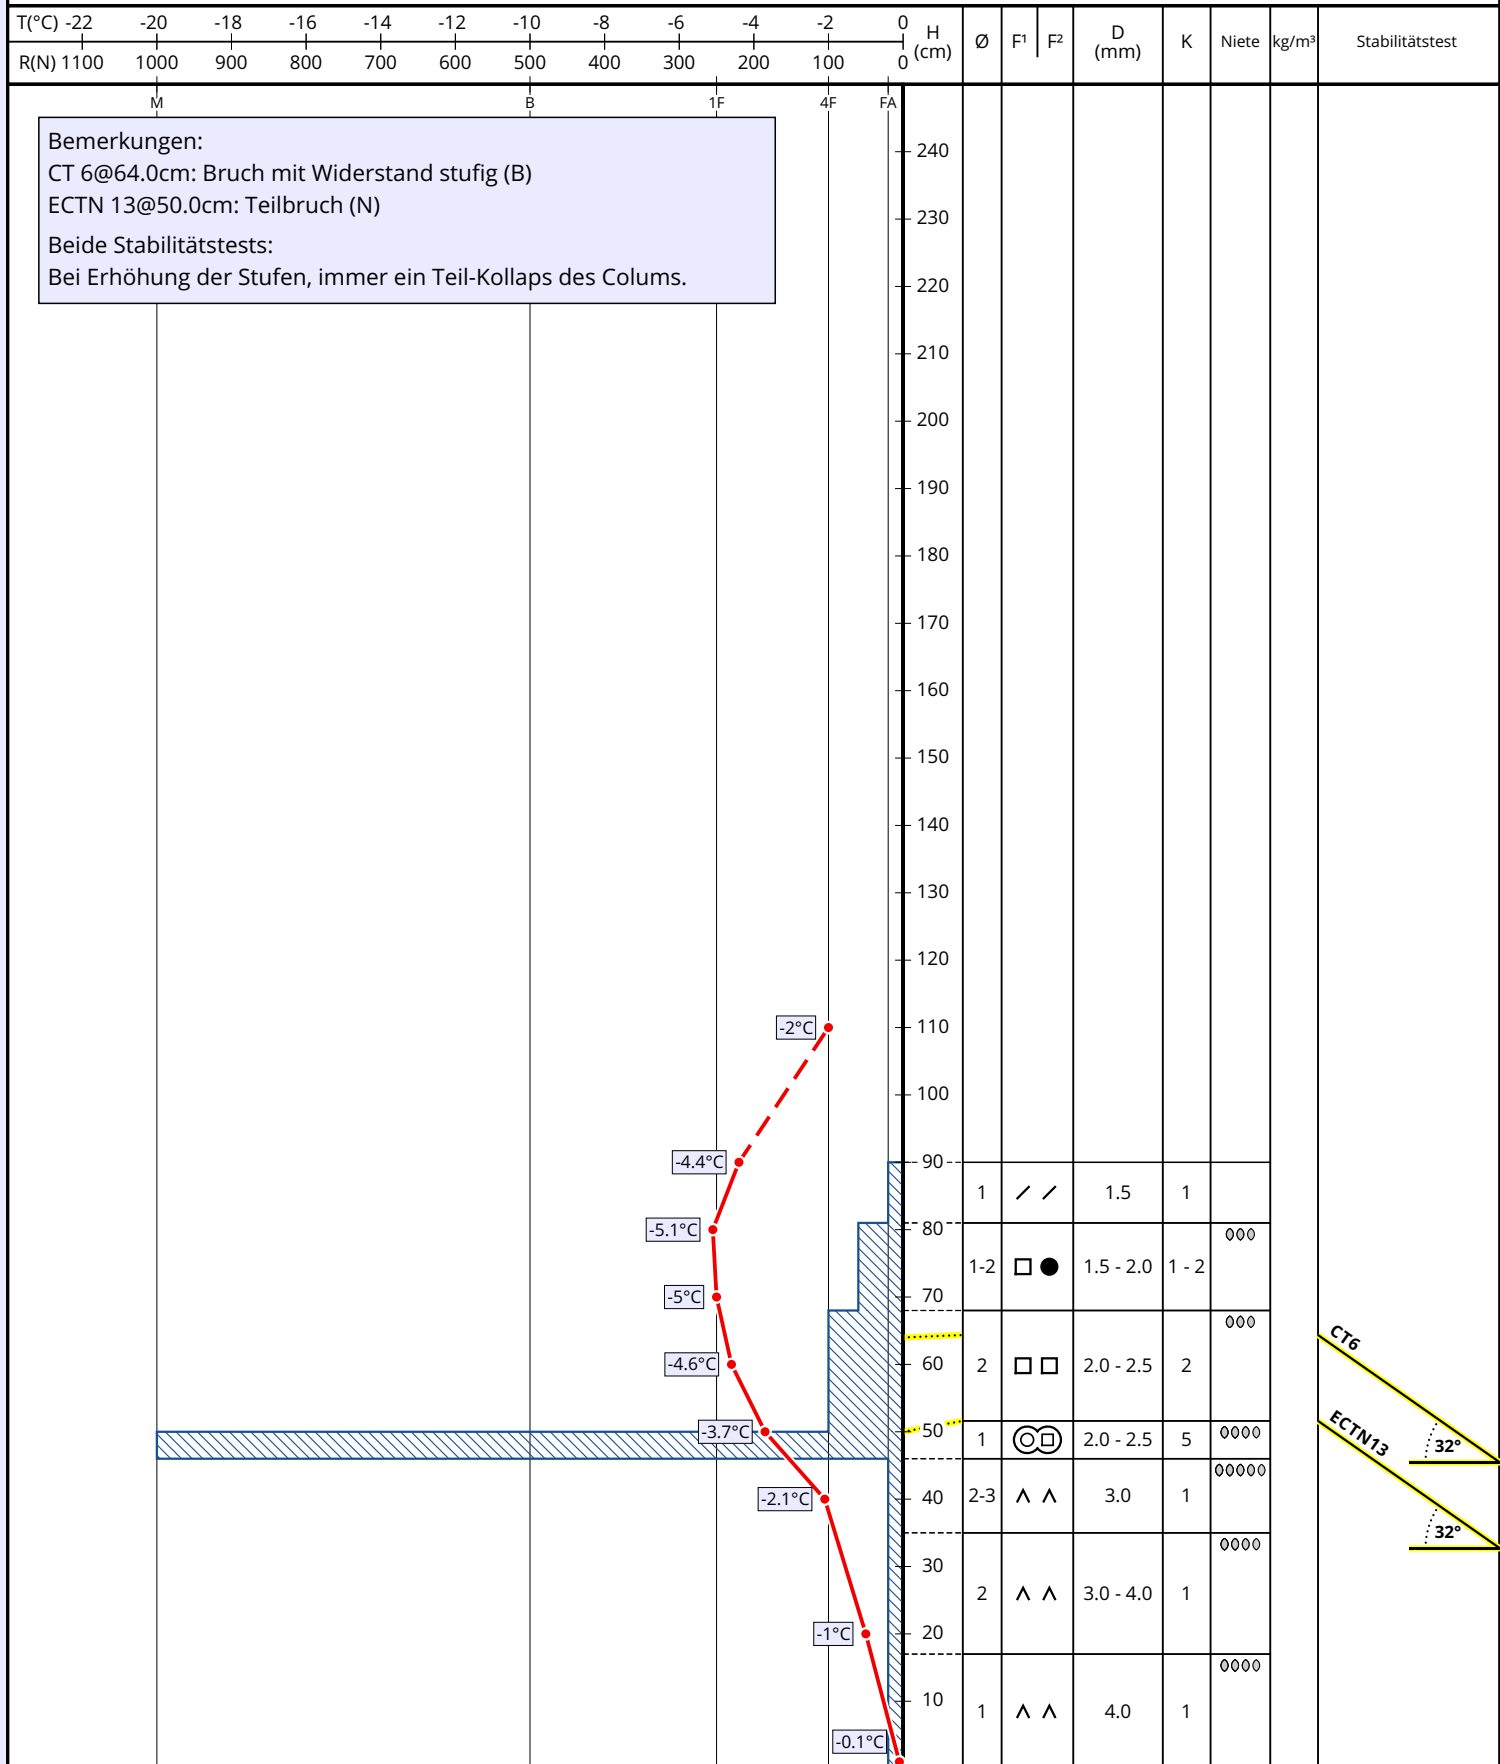 T(°C) -22 -20 -18 -16 -14 -12 -10 -8 -6 -4 -2 0
R(N) 1100 1000 900 800 700 600 500 400 300 200 100 0
H (cm) Ø F¹ F² D (mm) K Niete kg/m³ Stabilitätstest
M B 1F 4F FA
Bemerkungen:
CT 6@64.0cm: Bruch mit Widerstand stufig (B)
ECTN 13@50.0cm: Teilbruch (N)
Beide Stabilitätstests:
Bei Erhöhung der Stufen, immer ein Teil-Kollaps des Colums.
240
230
220
210
200
190
180
170
160
150
140
130
120
-2°C 110
100
-4.4°C 90
1 1.5 1
-5.1°C 80
1-2 1.5 - 2.0 1 - 2
-5°C 70
CT6
-4.6°C 60 2 2.0 - 2.5 2
-3.7°C 50
1 2.0 - 2.5 5
ECTN13
32°
-2.1°C 40 2-3 3.0 1
32°
30
2 3.0 - 4.0 1
-1°C 20
10
1 4.0 1
-0.1°C